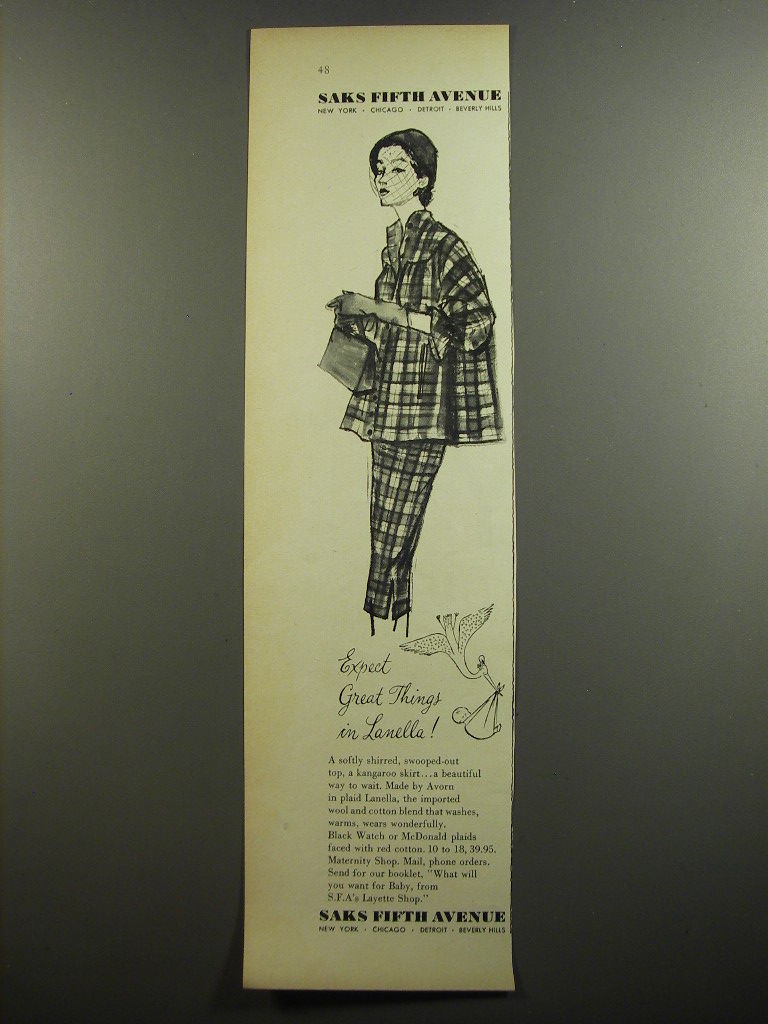 48
SAKS FIFTH AVENUE
NEW YORK · CHICAGO · DETROIT · BEVERLY HILLS
Expect
Great Things
in Lanella!
A softly shirred, swooped-out
top, a kangaroo skirt...a beautiful
way to wait. Made by Avorn
in plaid Lanella, the imported
wool and cotton blend that washes,
warms, wears wonderfully.
Black Watch or McDonald plaids
faced with red cotton. 10 to 18, 39.95.
Maternity Shop. Mail, phone orders.
Send for our booklet, "What will
you want for Baby, from
S.F.A's Layette Shop."
SAKS FIFTH AVENUE
NEW YORK · CHICAGO · DETROIT · BEVERLY HILLS